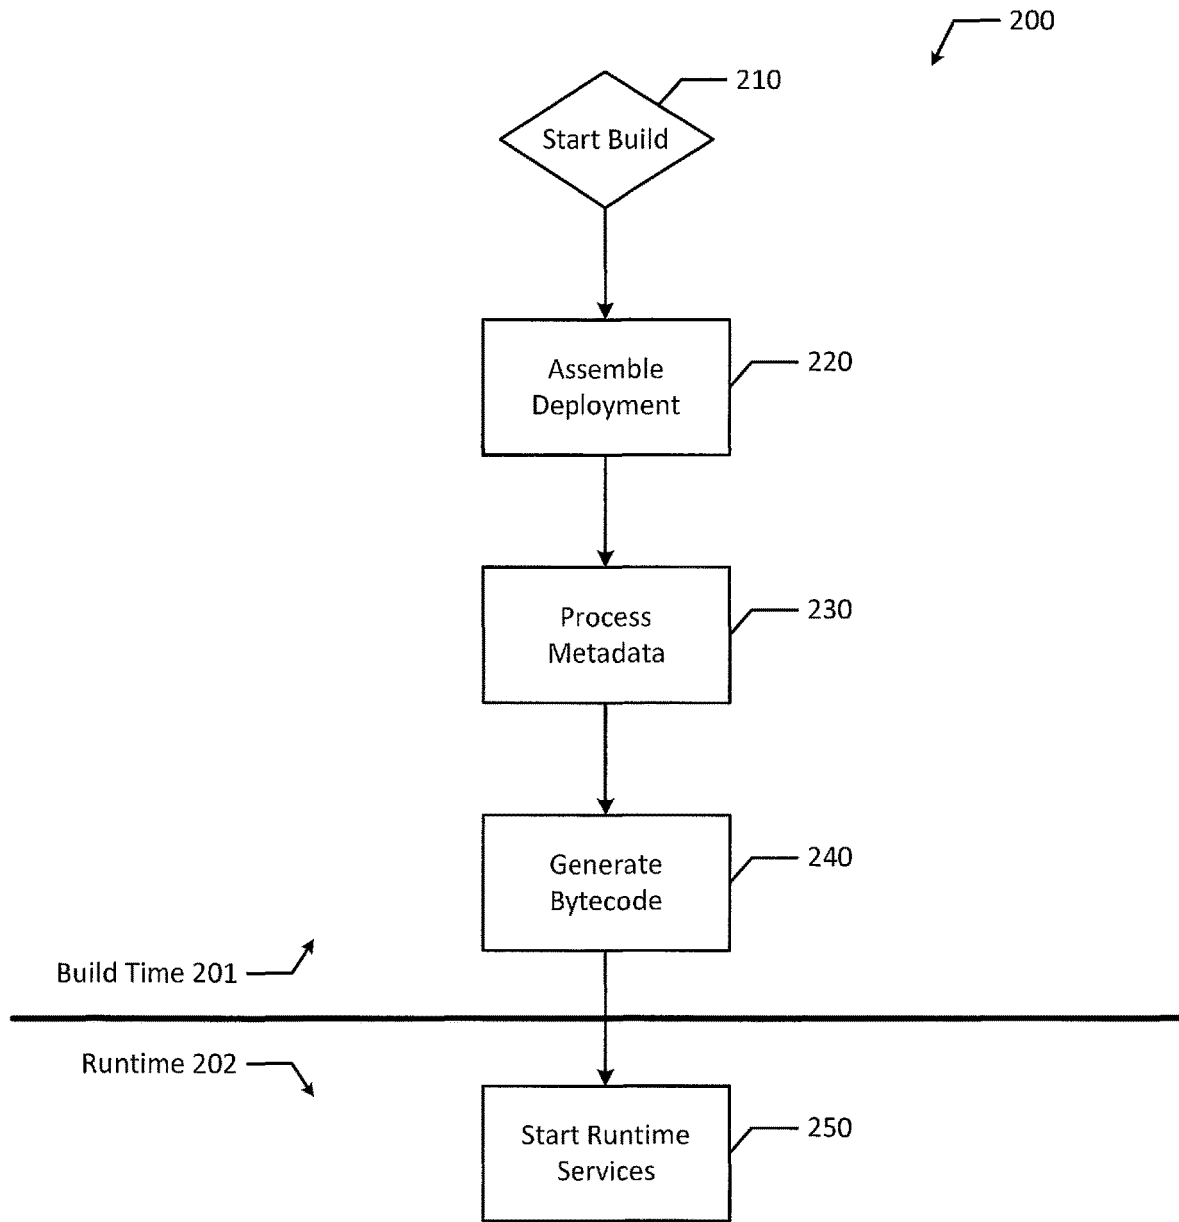 200
210
Start Build
220
Assemble
Deployment
230
Process
Metadata
240
Generate
Bytecode
Build Time 201
Runtime 202
250
Start Runtime
Services